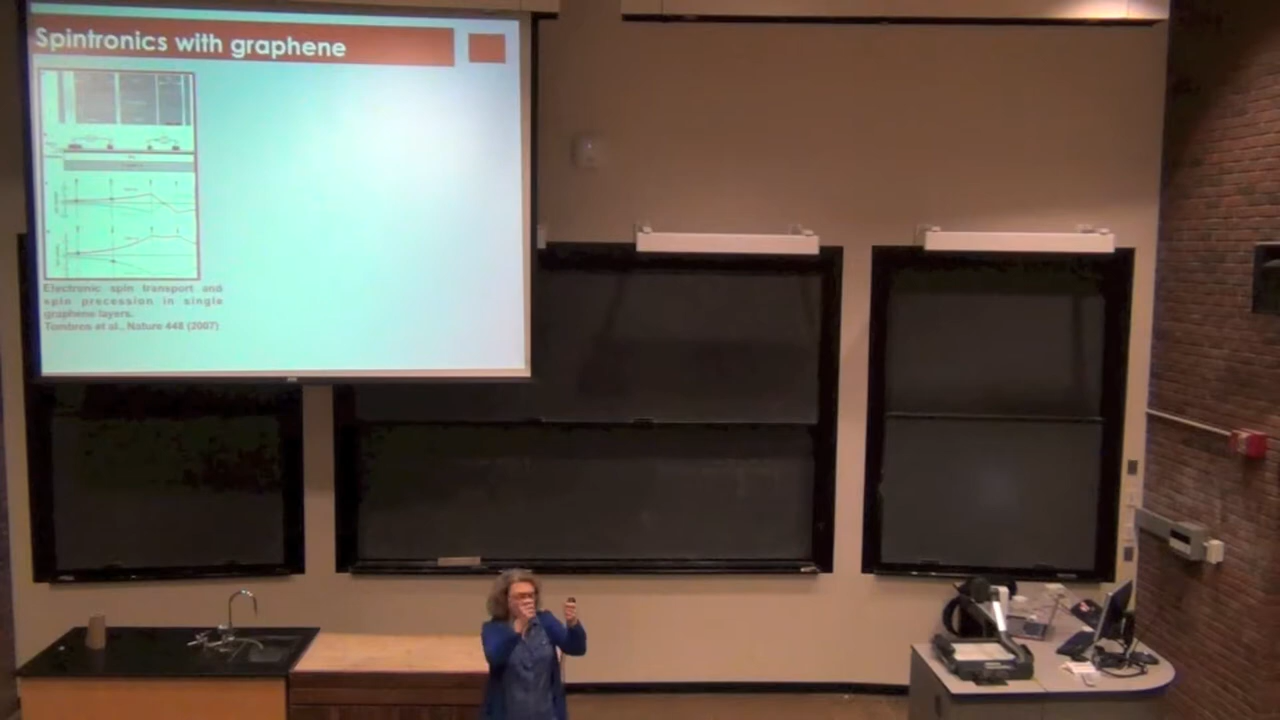 Spintronics with graphene
Electronic spin transport and
spin precession in single
graphene layers.
Tombros et al., Nature 448 (2007)